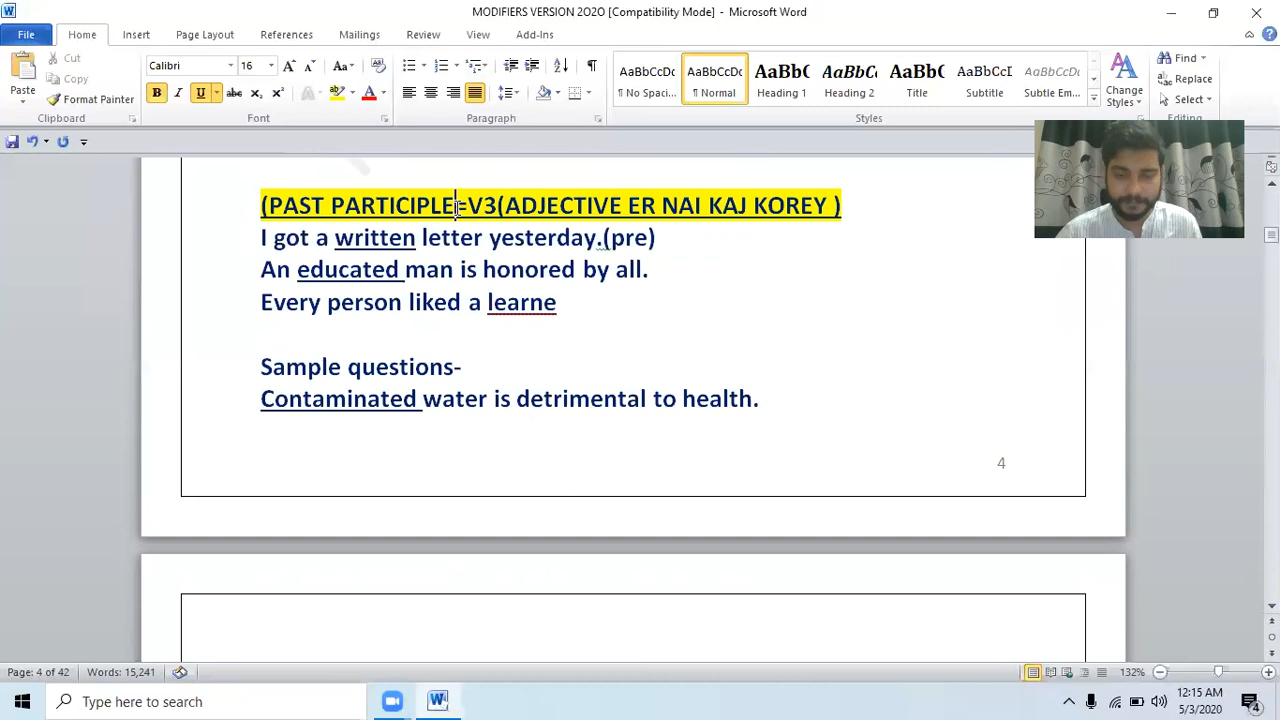 MODIFIERS VERSION 2O2O [Compatibility Mode] - Microsoft Word
File Home Insert Page Layout References Mailings Review View Add-Ins
Paste Cut Copy Format Painter
Clipboard
Calibri 16
Font
Paragraph
AaBbCcDc AaBbCcDc AaBbC AaBbCc AaBbC AaBbCcD AaBbCcDc
¶ No Spaci... ¶ Normal Heading 1 Heading 2 Title Subtitle Subtle Em...
Styles
Change Styles
Find Replace Select
Editing
(PAST PARTICIPLE=V3(ADJECTIVE ER NAI KAJ KOREY )
I got a written letter yesterday.(pre)
An educated man is honored by all.
Every person liked a learne
Sample questions-
Contaminated water is detrimental to health.
4
Page: 4 of 42 Words: 15,241 132%
Type here to search
12:15 AM
5/3/2020
4